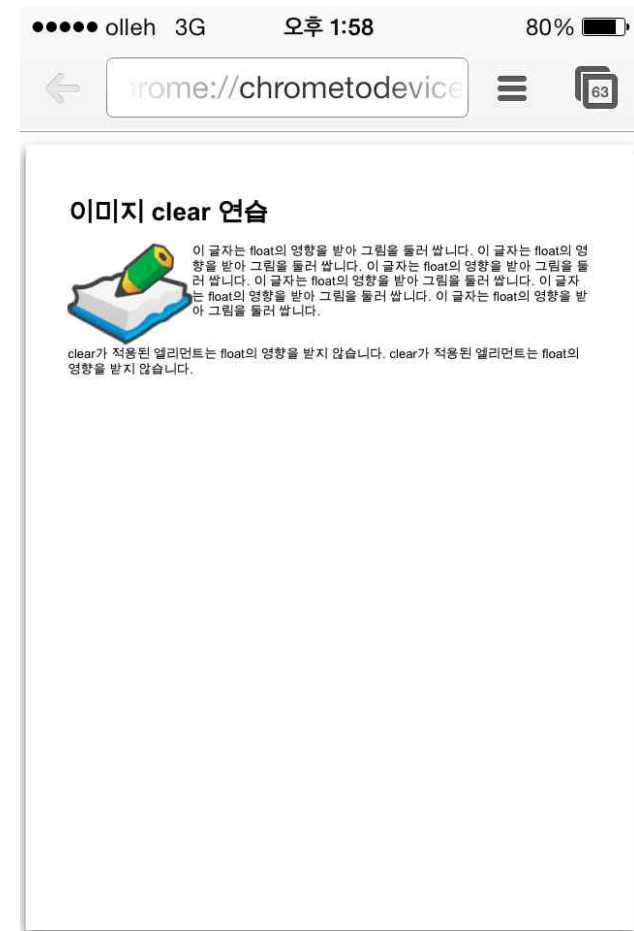 olleh 3G 오후 1:58 80%
rome://chrometodevice
63
이미지 clear 연습
이 글자는 float의 영향을 받아 그림을 둘러 쌉니다. 이 글자는 float의 영
향을 받아 그림을 둘러 쌉니다. 이 글자는 float의 영향을 받아 그림을 둘
러 쌉니다. 이 글자는 float의 영향을 받아 그림을 둘러 쌉니다. 이 글자
는 float의 영향을 받아 그림을 둘러 쌉니다. 이 글자는 float의 영향을 받
아 그림을 둘러 쌉니다.
clear가 적용된 엘리먼트는 float의 영향을 받지 않습니다. clear가 적용된 엘리먼트는 float의
영향을 받지 않습니다.